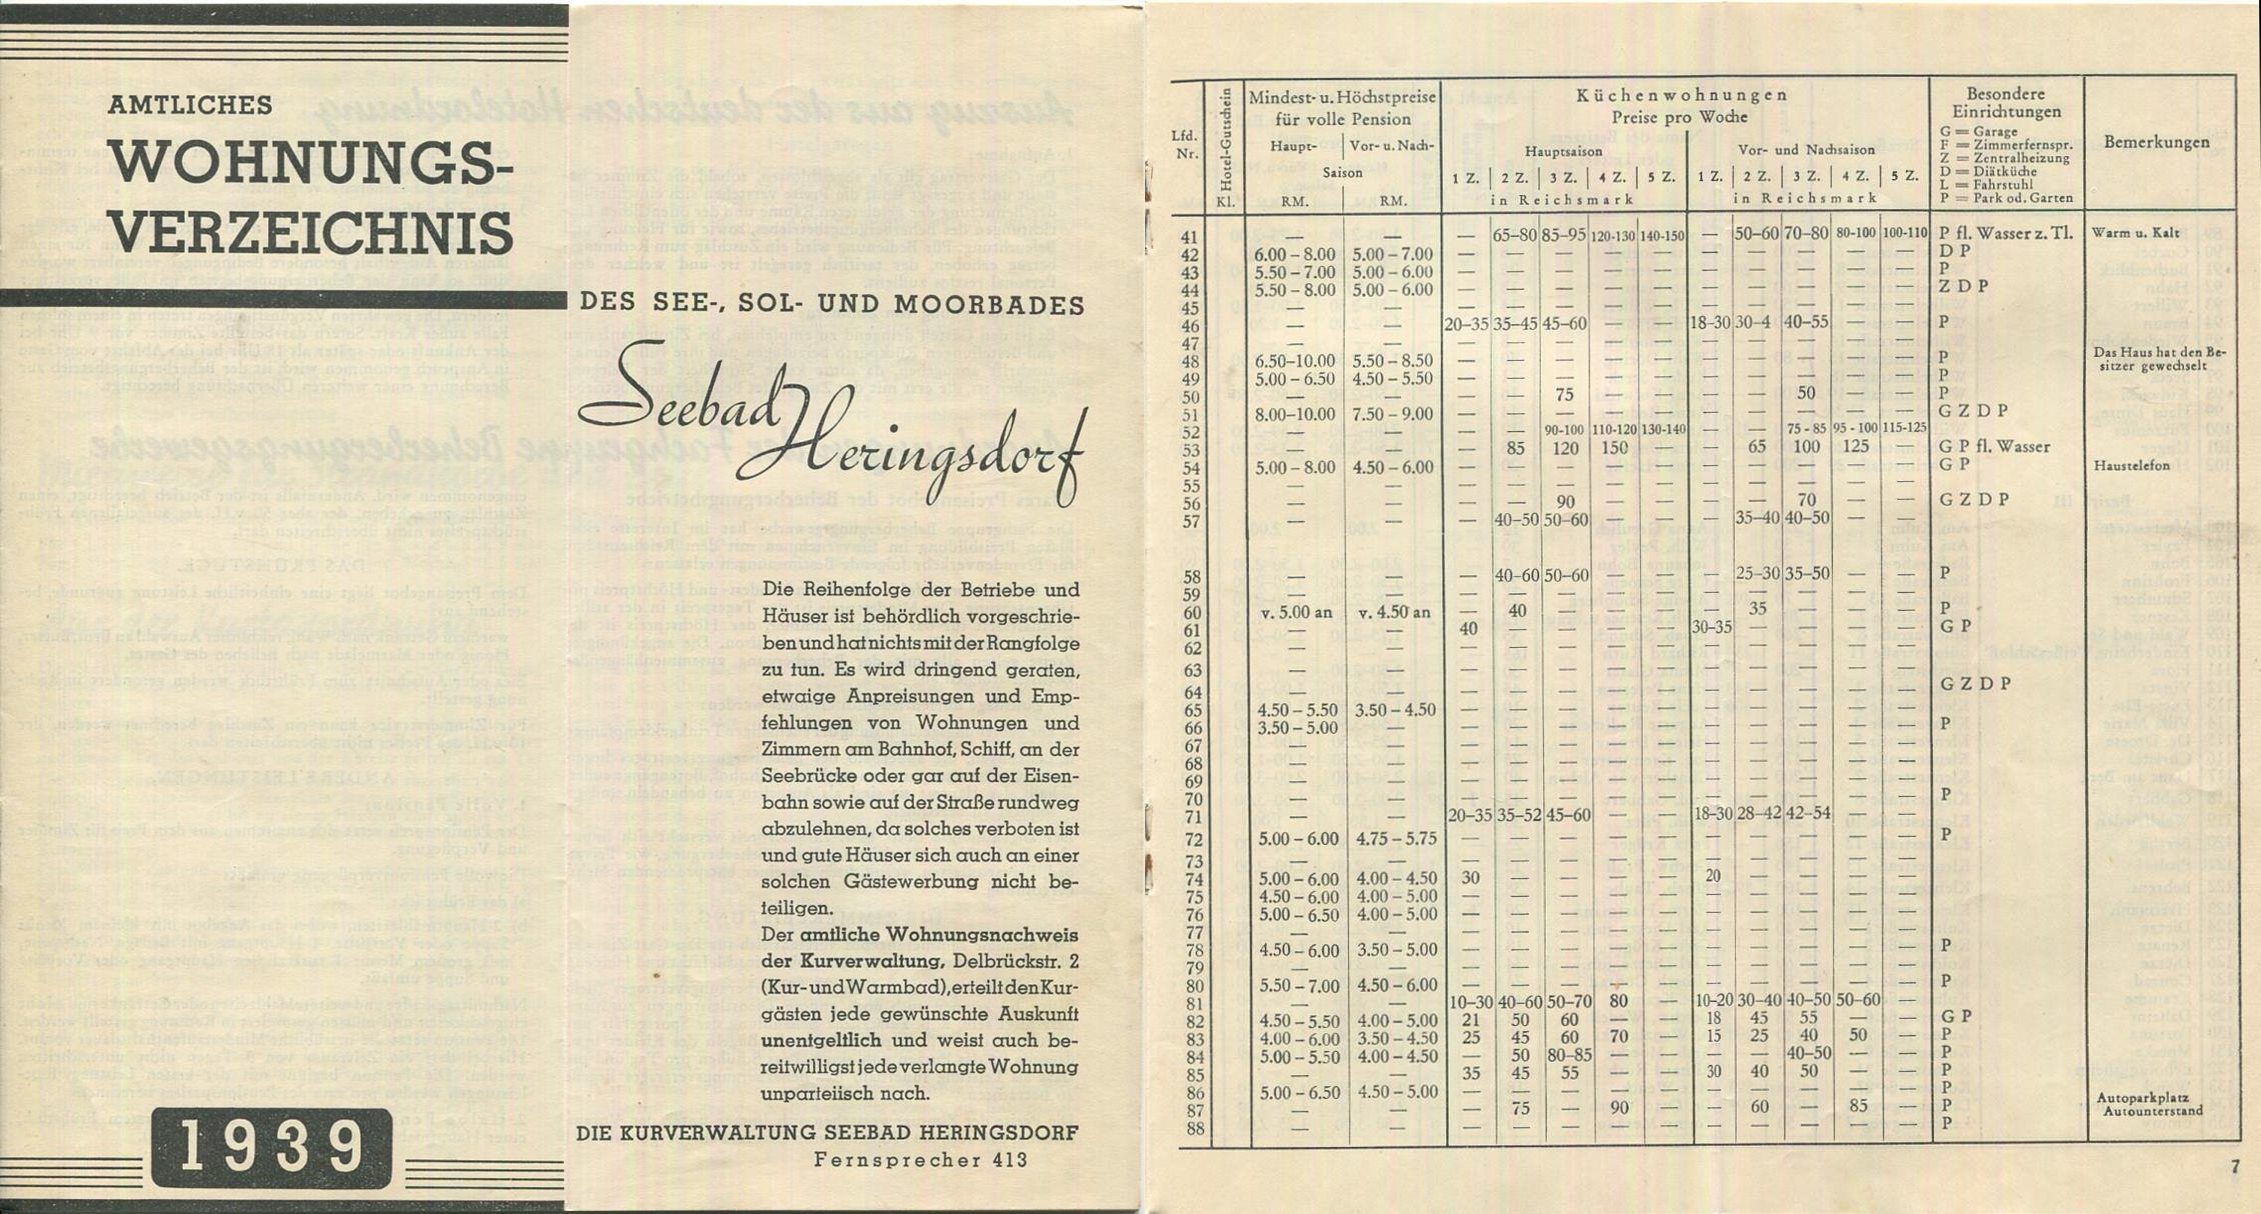 AMTLICHES
WOHNUNGS-
VERZEICHNIS
DES SEE-, SOL- UND MOORBADES
Seebad
Heringsdorf
Die Reihenfolge der Betriebe und
Häuser ist behördlich vorgeschrie-
ben und hat nichts mit der Rangfolge
zu tun. Es wird dringend geraten,
etwaige Anpreisungen und Emp-
fehlungen von Wohnungen und
Zimmern am Bahnhof, Schiff, an der
Seebrücke oder gar auf der Eisen-
bahn sowie auf der Straße rundweg
abzulehnen, da solches verboten ist
und gute Häuser sich auch an einer
solchen Gästewerbung nicht be-
teiligen.
Der amtliche Wohnungsnachweis
der Kurverwaltung, Delbrückstr. 2
(Kur- und Warmbad), erteilt den Kur-
gästen jede gewünschte Auskunft
unentgeltlich und weist auch be-
reitwilligst jede verlangte Wohnung
unparteiisch nach.
DIE KURVERWALTUNG SEEBAD HERINGSDORF
Fernsprecher 413
1939
Lfd. Nr.
Hotel-Gutschein Kl.
Mindest- u. Höchstpreise
für volle Pension
Haupt- Vor- u. Nach-
Saison
RM. RM.
Küchenwohnungen
Preise pro Woche
Hauptsaison Vor- und Nachsaison
1 Z. 2 Z. 3 Z. 4 Z. 5 Z. 1 Z. 2 Z. 3 Z. 4 Z. 5 Z.
in Reichsmark in Reichsmark
Besondere
Einrichtungen
G = Garage
F = Zimmerfernspr.
Z = Zentralheizung
D = Diätküche
L = Fahrstuhl
P = Park od. Garten
Bemerkungen
41 — — — 65–80 85–95 120-130 140-150 — 50–60 70–80 80-100 100-110 P fl. Wasser z. Tl. Warm u. Kalt
42 6.00 – 8.00 5.00 – 7.00 — — — — — — — — — — D P
43 5.50 – 7.00 5.00 – 6.00 — — — — — — — — — — P
44 5.50 – 8.00 5.00 – 6.00 — — — — — — — — — — Z D P
45 — — — — — — — — — — — —
46 — — 20–35 35–45 45–60 — — 18–30 30–4 40–55 — — P
47 — — — — — — — — — — — —
48 6.50–10.00 5.50 – 8.50 — — — — — — — — — — P Das Haus hat den Be-
sitzer gewechselt
49 5.00 – 6.50 4.50 – 5.50 — — — — — — — — — — P
50 — — — — 75 — — — — 50 — — P
51 8.00–10.00 7.50 – 9.00 — — — — — — — — — — G Z D P
52 — — — — 90-100 110-120 130-140 — — 75 - 85 95 - 100 115-125
53 — — — 85 120 150 — — 65 100 125 — G P fl. Wasser
54 5.00 – 8.00 4.50 – 6.00 — — — — — — — — — — G P Haustelefon
55 — — — — — — — — — — — —
56 — — — — 90 — — — — 70 — — G Z D P
57 — — — 40–50 50–60 — — — 35–40 40–50 — —
58 — — — 40–60 50–60 — — — 25–30 35–50 — — P
59 — — — — — — — — — — — —
60 v. 5.00 an v. 4.50 an — 40 — — — — 35 — — — P
61 — — 40 — — — — 30–35 — — — — G P
62 — — — — — — — — — — — —
63 — — — — — — — — — — — —
64 — — — — — — — — — — — — G Z D P
65 4.50 – 5.50 3.50 – 4.50 — — — — — — — — — —
66 3.50 – 5.00 — — — — — — — — — — — P
67 — — — — — — — — — — — —
68 — — — — — — — — — — — —
69 — — — — — — — — — — — —
70 — — — — — — — — — — — — P
71 — — 20–35 35–52 45–60 — — 18–30 28–42 42–54 — —
72 5.00 – 6.00 4.75 – 5.75 — — — — — — — — — — P
73 — — — — — — — — — — — —
74 5.00 – 6.00 4.00 – 4.50 30 — — — — 20 — — — —
75 4.50 – 6.00 4.00 – 5.00 — — — — — — — — — —
76 5.00 – 6.50 4.00 – 5.00 — — — — — — — — — —
77 — — — — — — — — — — — —
78 4.50 – 6.00 3.50 – 5.00 — — — — — — — — — — P
79 — — — — — — — — — — — —
80 5.50 – 7.00 4.50 – 6.00 — — — — — — — — — — P
81 — — 10–30 40–60 50–70 80 — 10–20 30–40 40–50 50–60 —
82 4.50 – 5.50 4.00 – 5.00 21 50 60 — — 18 45 55 — — G P
83 4.00 – 6.00 3.50 – 4.50 25 45 60 70 — 15 25 40 50 — P
84 5.00 – 5.50 4.00 – 4.50 — 50 80–85 — — — — 40–50 — — P
85 — — 35 45 55 — — 30 40 50 — — P
86 5.00 – 6.50 4.50 – 5.00 — — — — — — — — — — P Autoparkplatz
87 — — — 75 — 90 — — 60 — 85 — P Autounterstand
88 — — — — — — — — — — — — P
7